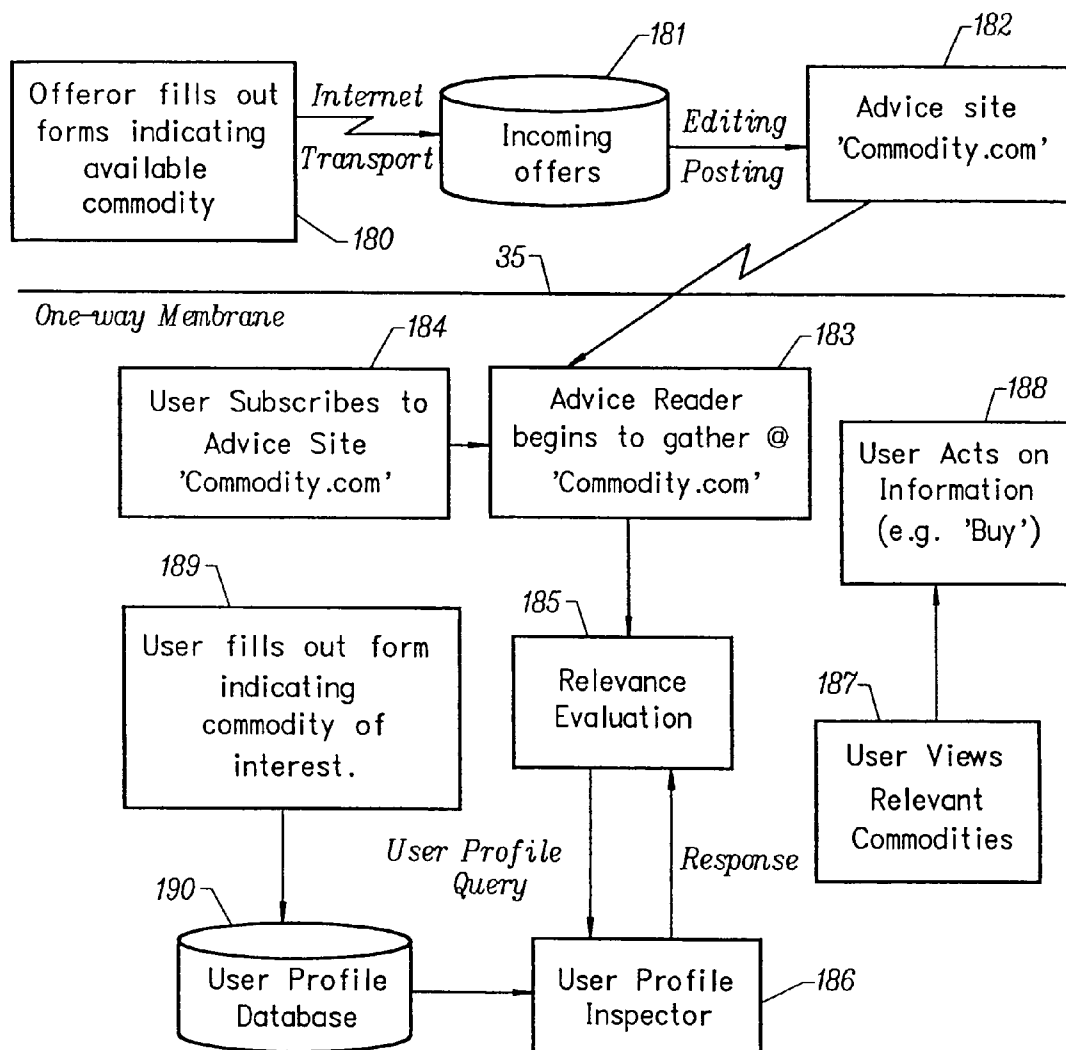 181
182
Offeror fills out
forms indicating
available
commodity
Internet
Transport
Incoming
offers
Editing
Posting
Advice site
'Commodity.com'
180
35
One-way Membrane
184
183
188
User Subscribes to
Advice Site
'Commodity.com'
Advice Reader
begins to gather @
'Commodity.com'
User Acts on
Information
(e.g. 'Buy')
189
185
User fills out form
indicating
commodity of
interest.
Relevance
Evaluation
187
User Views
Relevant
Commodities
User Profile
Query
Response
190
User Profile
Database
User Profile
Inspector
186